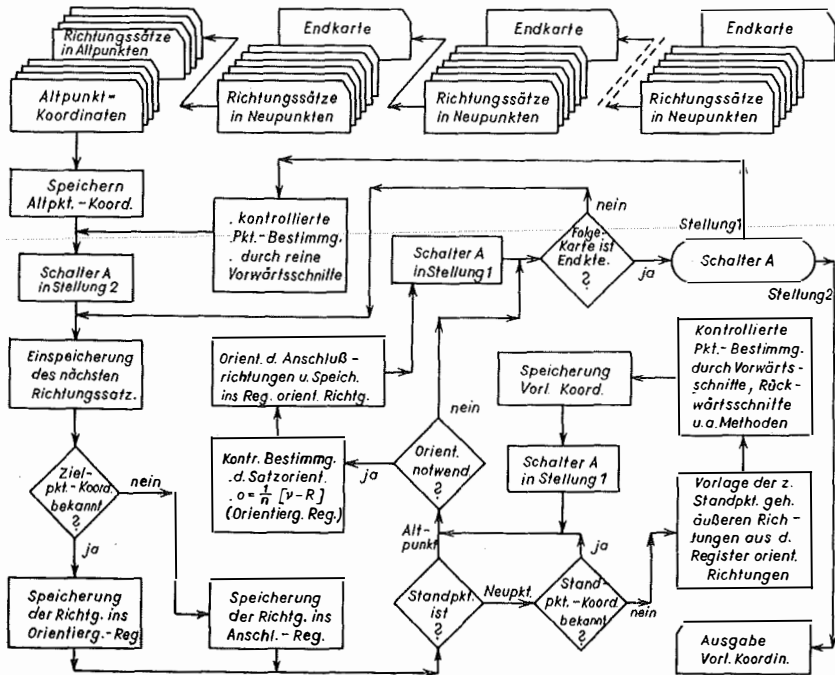 Richtungssätze
in Altpunkten
Endkarte
Endkarte
Endkarte
Altpunkt=
Koordinaten
Richtungssätze
in Neupunkten
Richtungssätze
in Neupunkten
Richtungssätze
in Neupunkten
Speichern
Altpkt.-Koord.
. kontrollierte
.Pkt.-Bestimmg.
. durch reine
Vorwärtsschnitte
nein
Folge-
Karte ist
Endkte.
?
ja
Stellung1
Schalter A
Stellung2
Schalter A
in Stellung 1
Schalter A
in Stellung 2
Einspeicherung
des nächsten
Richtungssatz.
Orient. d. Anschluß-
richtungen u. Speich.
ins Reg. orient. Richtg.
nein
Speicherung
Vorl. Koord.
Kontrollierte
Pkt.-Bestimmg.
durch Vorwärts-
schnitte, Rück-
wärtsschnitte
u.a. Methoden
Ziel-
pkt.-Koord.
bekannt
?
nein
ja
Kontr. Bestimmg.
.d. Satzorient.
. o = 1/n [ν-R]
(Orientierg. Reg.)
ja
Orient.
notwend
?
Schalter A
in Stellung 1
Vorlage der z.
Standpkt. geh.
äußeren Rich-
tungen aus d.
Register orient.
Richtungen
Alt-
punkt
ja
Speicherung
der Richtg. ins
Orientierg.-Reg.
Speicherung
der Richtg. ins
Anschl.-Reg.
Standpkt.
ist
?
Neupkt.
Stand-
pkt.-Koord.
bekannt
?
nein
Ausgabe
Vorl. Koordin.